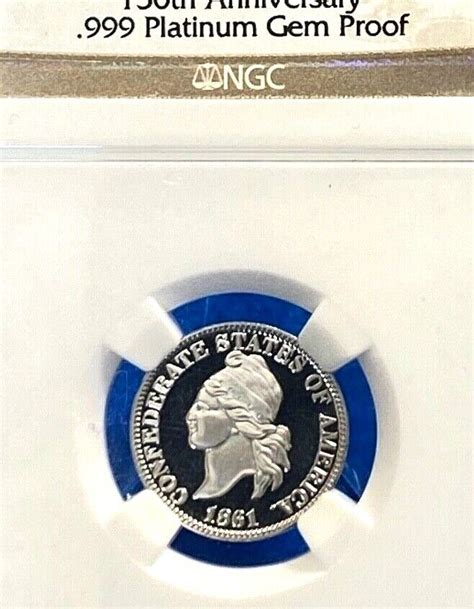 150th Anniversary
.999 Platinum Gem Proof
NGC
CONFEDERATE STATES OF AMERICA.
1861